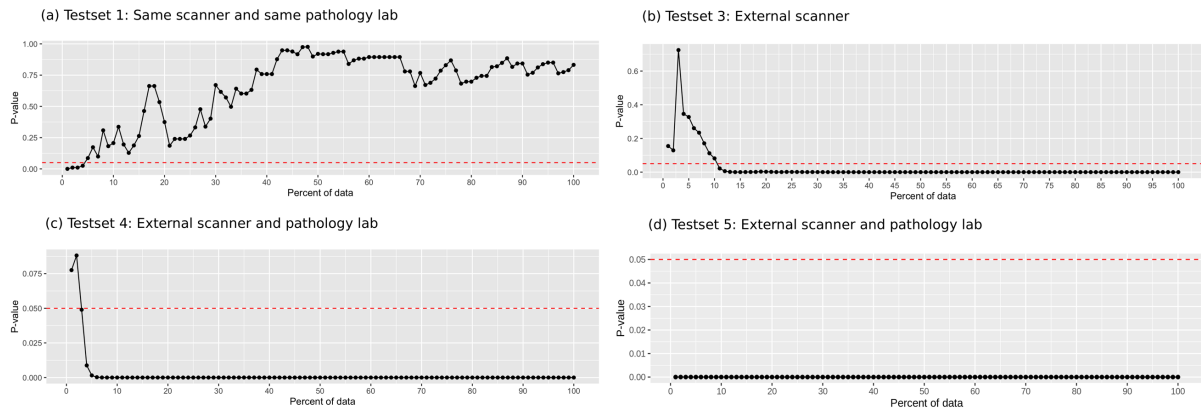 (a) Testset 1: Same scanner and same pathology lab
1.00
0.75
0.50
0.25
0.00
P-value
0 10 20 30 40 50 60 70 80 90 100
Percent of data
(b) Testset 3: External scanner
0.6
0.4
0.2
0.0
P-value
0 5 10 15 20 25 30 35 40 45 50 55 60 65 70 75 80 85 90 95 100
Percent of data
(c) Testset 4: External scanner and pathology lab
0.075
0.050
0.025
0.000
P-value
0 10 20 30 40 50 60 70 80 90 100
Percent of data
(d) Testset 5: External scanner and pathology lab
0.05
0.04
0.03
0.02
0.01
0.00
P-value
0 10 20 30 40 50 60 70 80 90 100
Percent of data